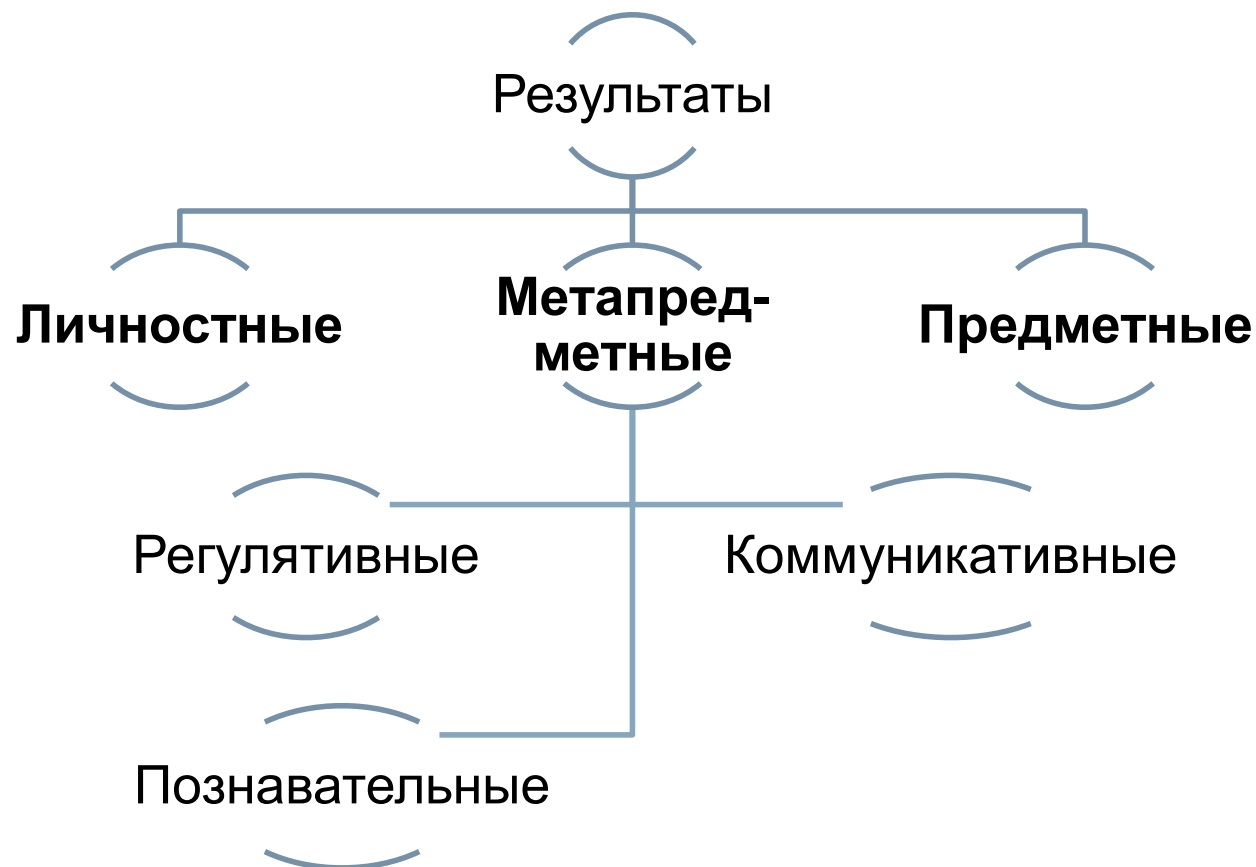 Результаты
Личностные
Метапред-
метные
Предметные
Регулятивные
Коммуникативные
Познавательные